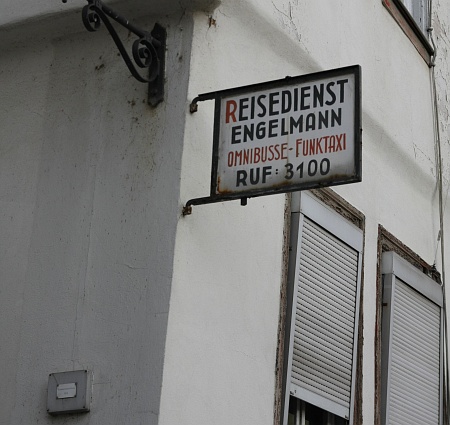 REISEDIENST
ENGELMANN
OMNIBUSSE-FUNKTAXI
RUF: 3100